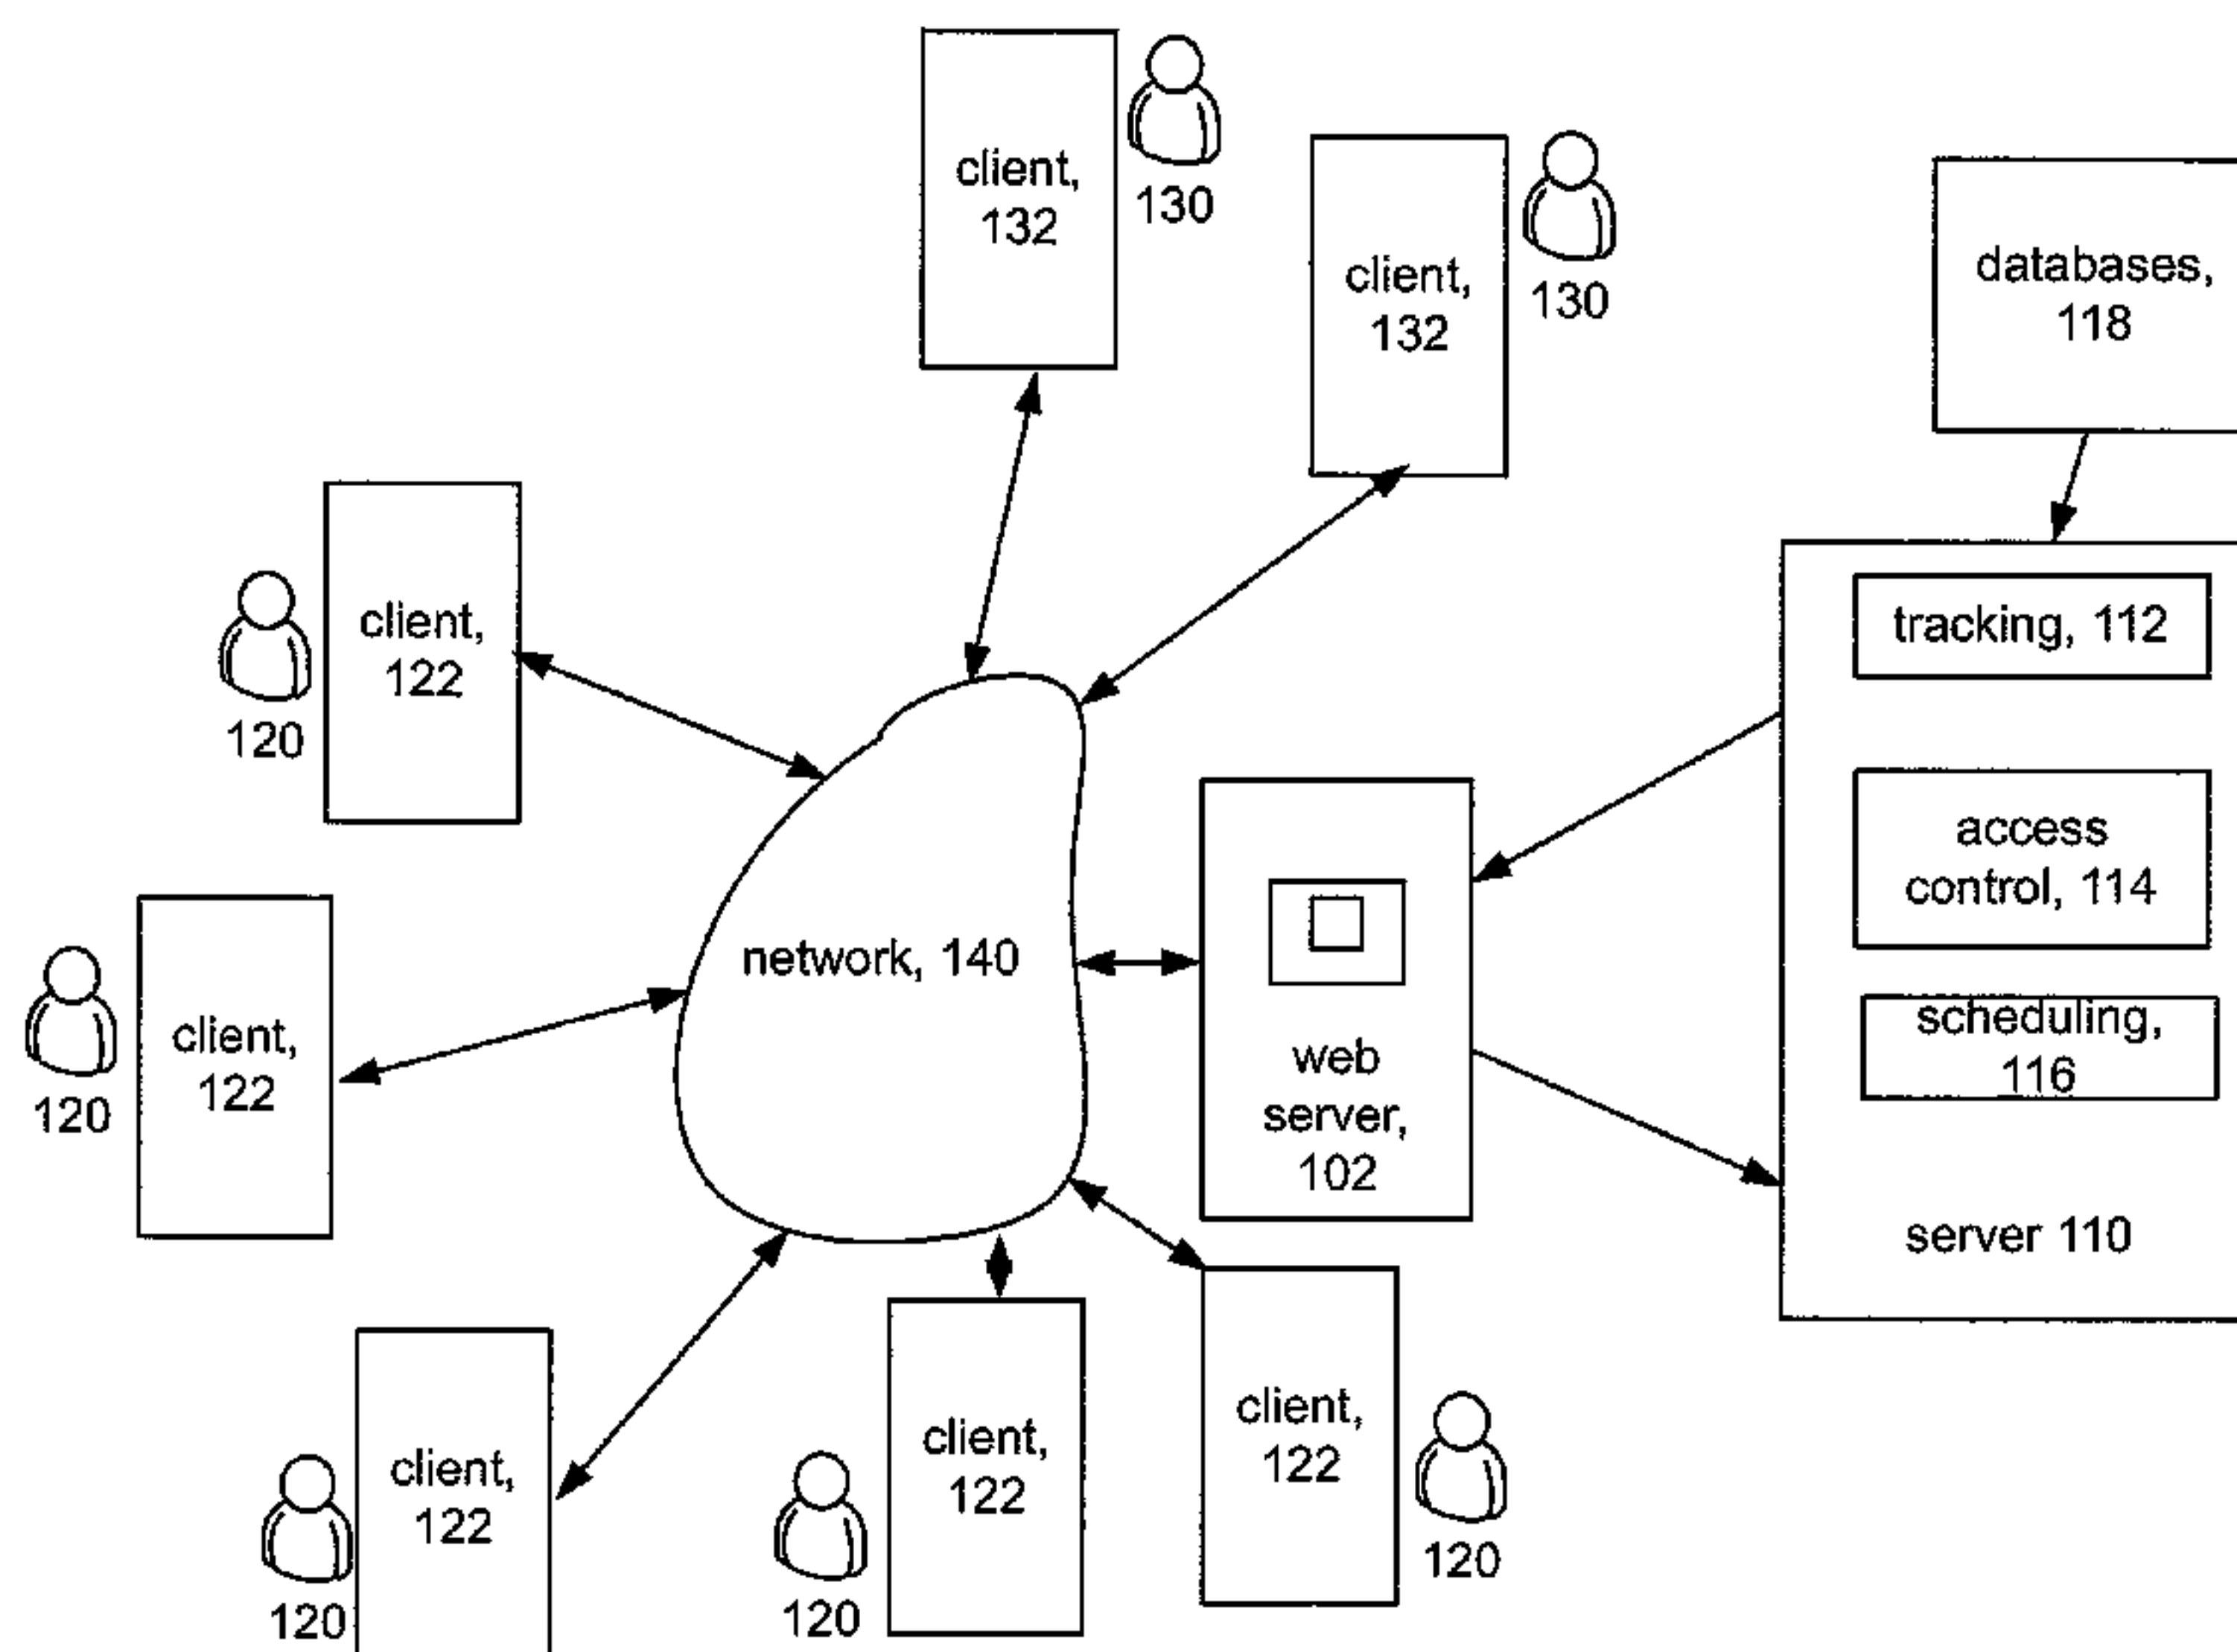 client,
132
130
client,
132
130
databases,
118
client,
122
120
tracking, 112
access
control, 114
network, 140
scheduling,
116
client,
122
120
web
server,
102
server 110
client,
122
120
client,
122
120
client,
122
120